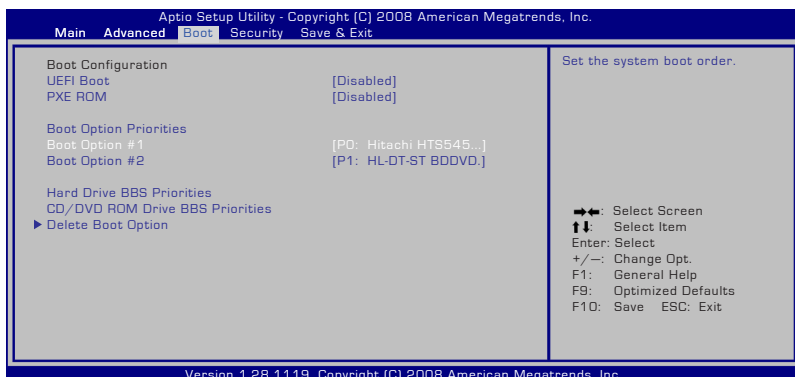 Aptio Setup Utility - Copyright (C) 2008 American Megatrends, Inc.
Main Advanced Boot Security Save & Exit
Boot Configuration
UEFI Boot [Disabled]
PXE ROM [Disabled]
Boot Option Priorities
Boot Option #1 [P0: Hitachi HTS545...]
Boot Option #2 [P1: HL-DT-ST BDDVD.]
Hard Drive BBS Priorities
CD/DVD ROM Drive BBS Priorities
Delete Boot Option
Set the system boot order.
→←: Select Screen
↑↓: Select Item
Enter: Select
+/—: Change Opt.
F1: General Help
F9: Optimized Defaults
F10: Save ESC: Exit
Version 1.28.1119. Copyright (C) 2008 American Megatrends, Inc.